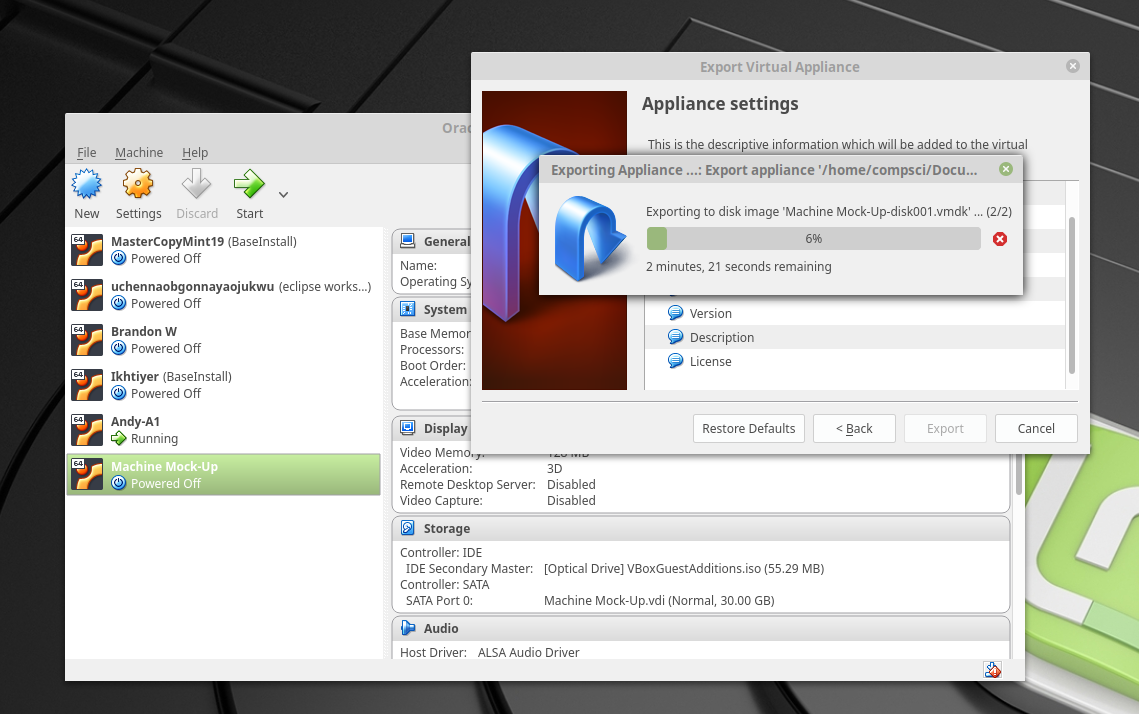 Export Virtual Appliance
Appliance settings
This is the descriptive information which will be added to the virtual
Exporting Appliance ...: Export appliance '/home/compsci/Docu...
Exporting to disk image 'Machine Mock-Up-disk001.vmdk' ... (2/2)
6%
2 minutes, 21 seconds remaining
Version
Description
License
Restore Defaults
< Back
Export
Cancel
File Machine Help
New
Settings
Discard
Start
64
MasterCopyMint19 (BaseInstall)
Powered Off
64
uchennaobgonnayaojukwu (eclipse works...)
Powered Off
64
Brandon W
Powered Off
64
Ikhtiyer (BaseInstall)
Powered Off
64
Andy-A1
Running
64
Machine Mock-Up
Powered Off
General
Name:
Operating
System
Base
Processors:
Boot Order:
Acceleration:
Display
Video Memory: 128 MB
Acceleration: 3D
Remote Desktop Server: Disabled
Video Capture: Disabled
Storage
Controller: IDE
IDE Secondary Master: [Optical Drive] VBoxGuestAdditions.iso (55.29 MB)
Controller: SATA
SATA Port 0: Machine Mock-Up.vdi (Normal, 30.00 GB)
Audio
Host Driver: ALSA Audio Driver